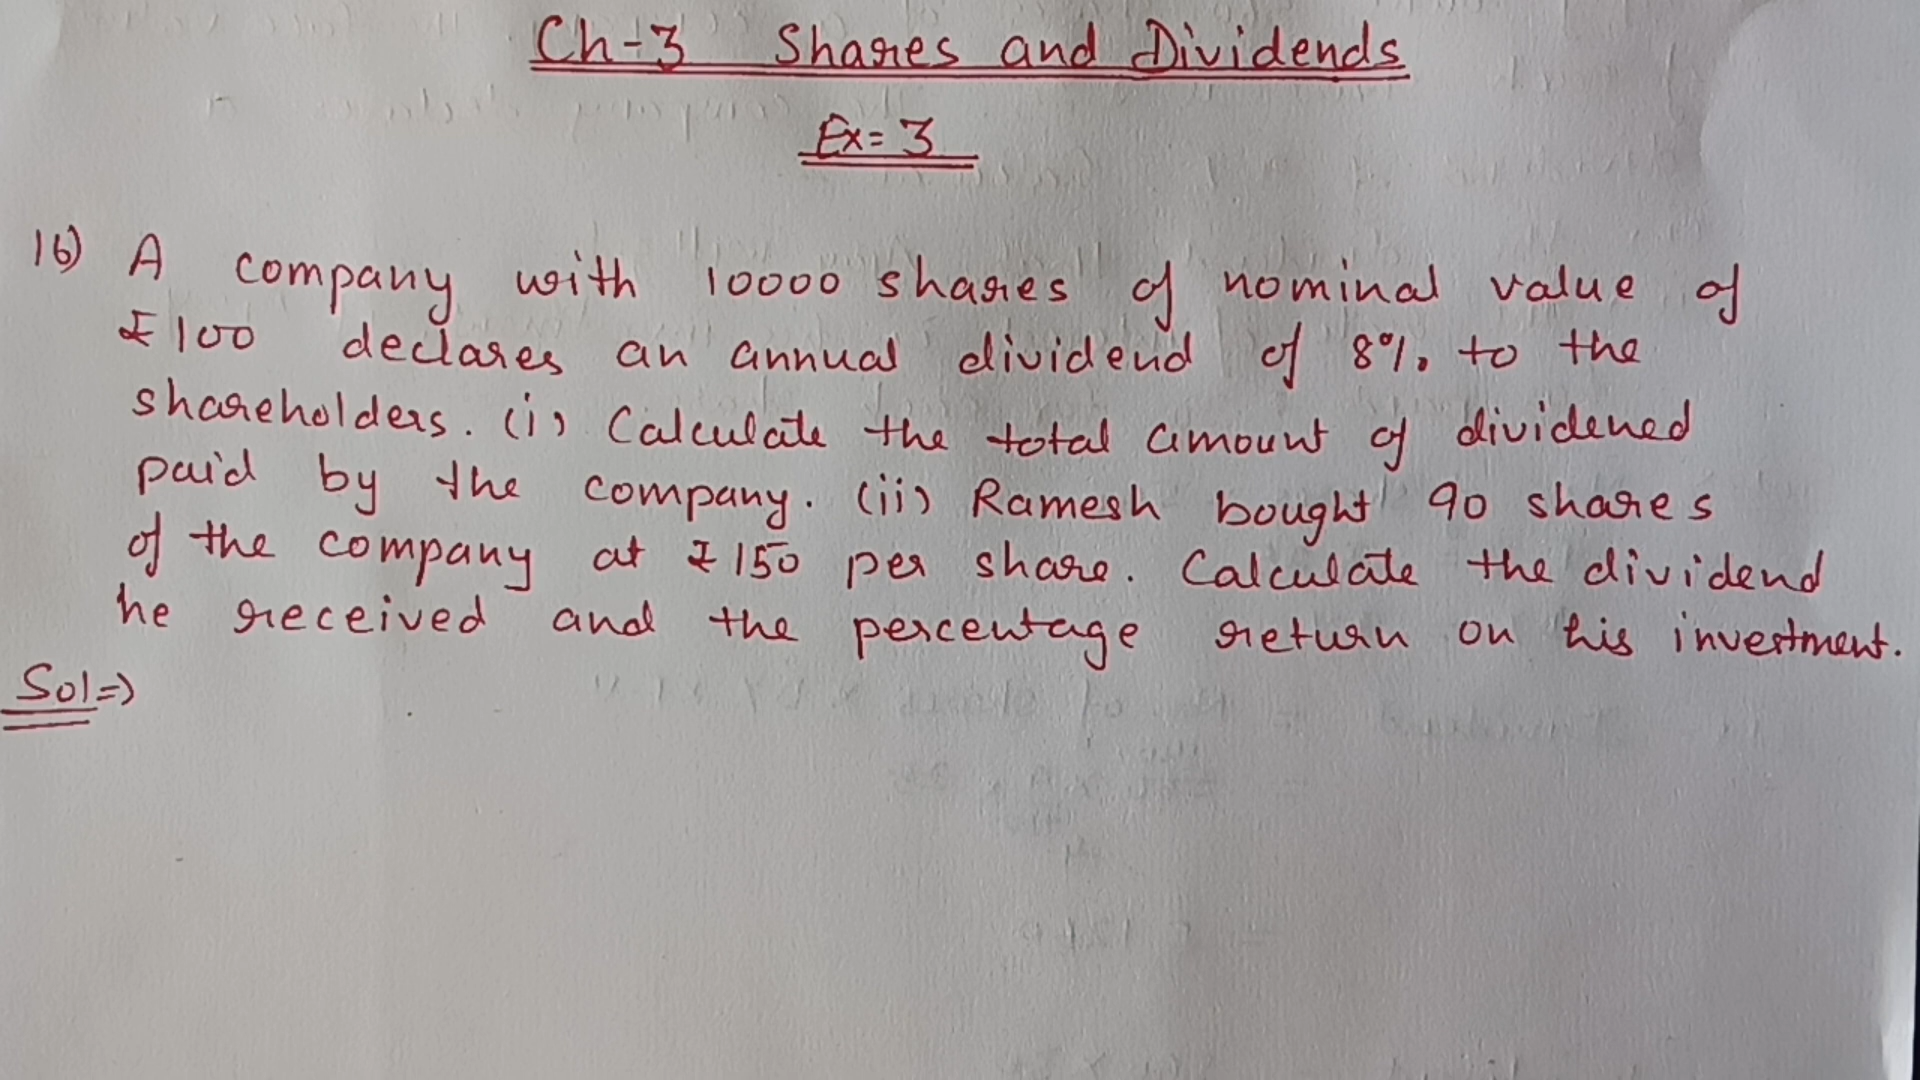 Ch-3 Shares and Dividends
Ex=3
16) A company with 10000 shares of nominal value of
₹100 declares an annual dividend of 8% to the
shareholders. (i) Calculate the total amount of dividened
paid by the company. (ii) Ramesh bought 90 shares
of the company at ₹150 per share. Calculate the dividend
he received and the percentage return on his investment.
Sol=>